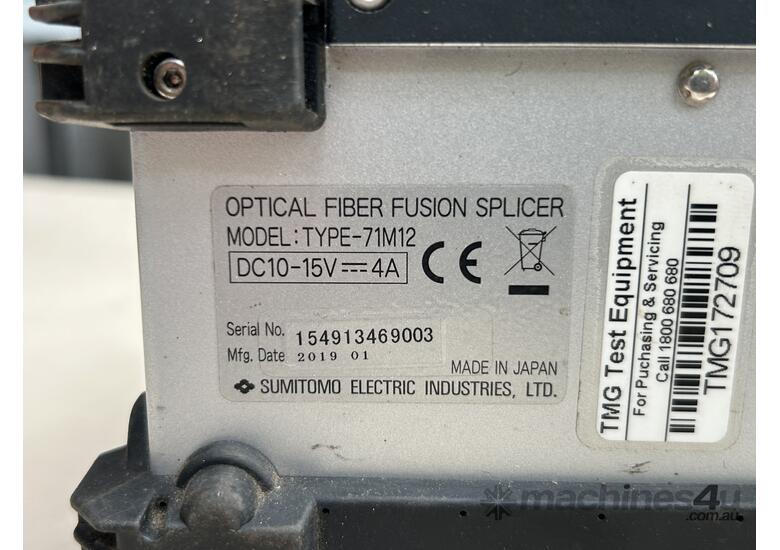 OPTICAL FIBER FUSION SPLICER
MODEL: TYPE-71M12
DC10-15V⎓4A CE
Serial No. 154913469003
Mfg. Date 2019 01
MADE IN JAPAN
SUMITOMO ELECTRIC INDUSTRIES, LTD.
TMG Test Equipment
For Puchasing & Servicing
Call 1800 680 680
TMG172709
machines4u
.com.au